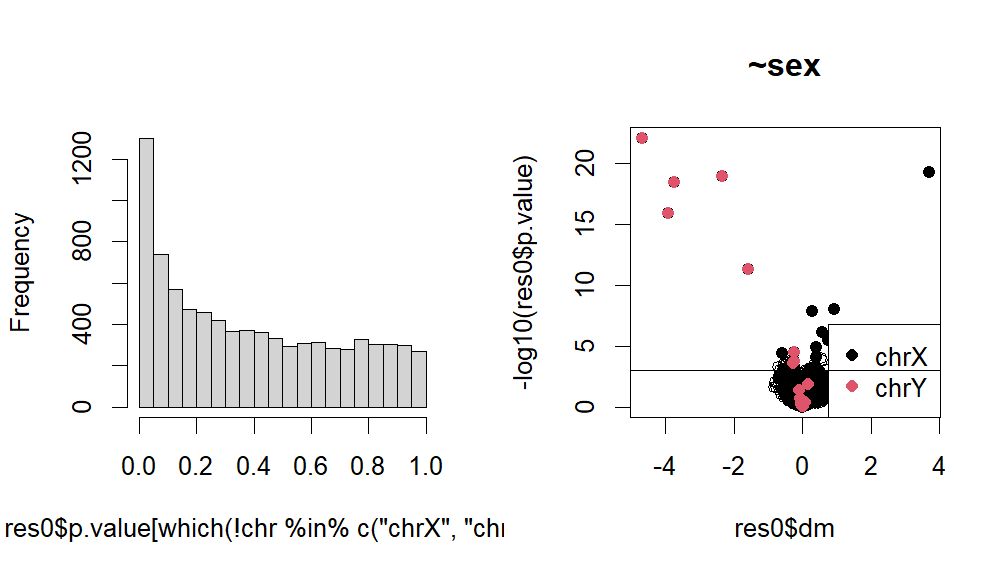 ~sex
Frequency
0 400 800 1200
0.0 0.2 0.4 0.6 0.8 1.0
res0$p.value[which(!chr %in% c("chrX", "chr
-log10(res0$p.value)
0 5 10 15 20
-4 -2 0 2 4
res0$dm
chrX
chrY